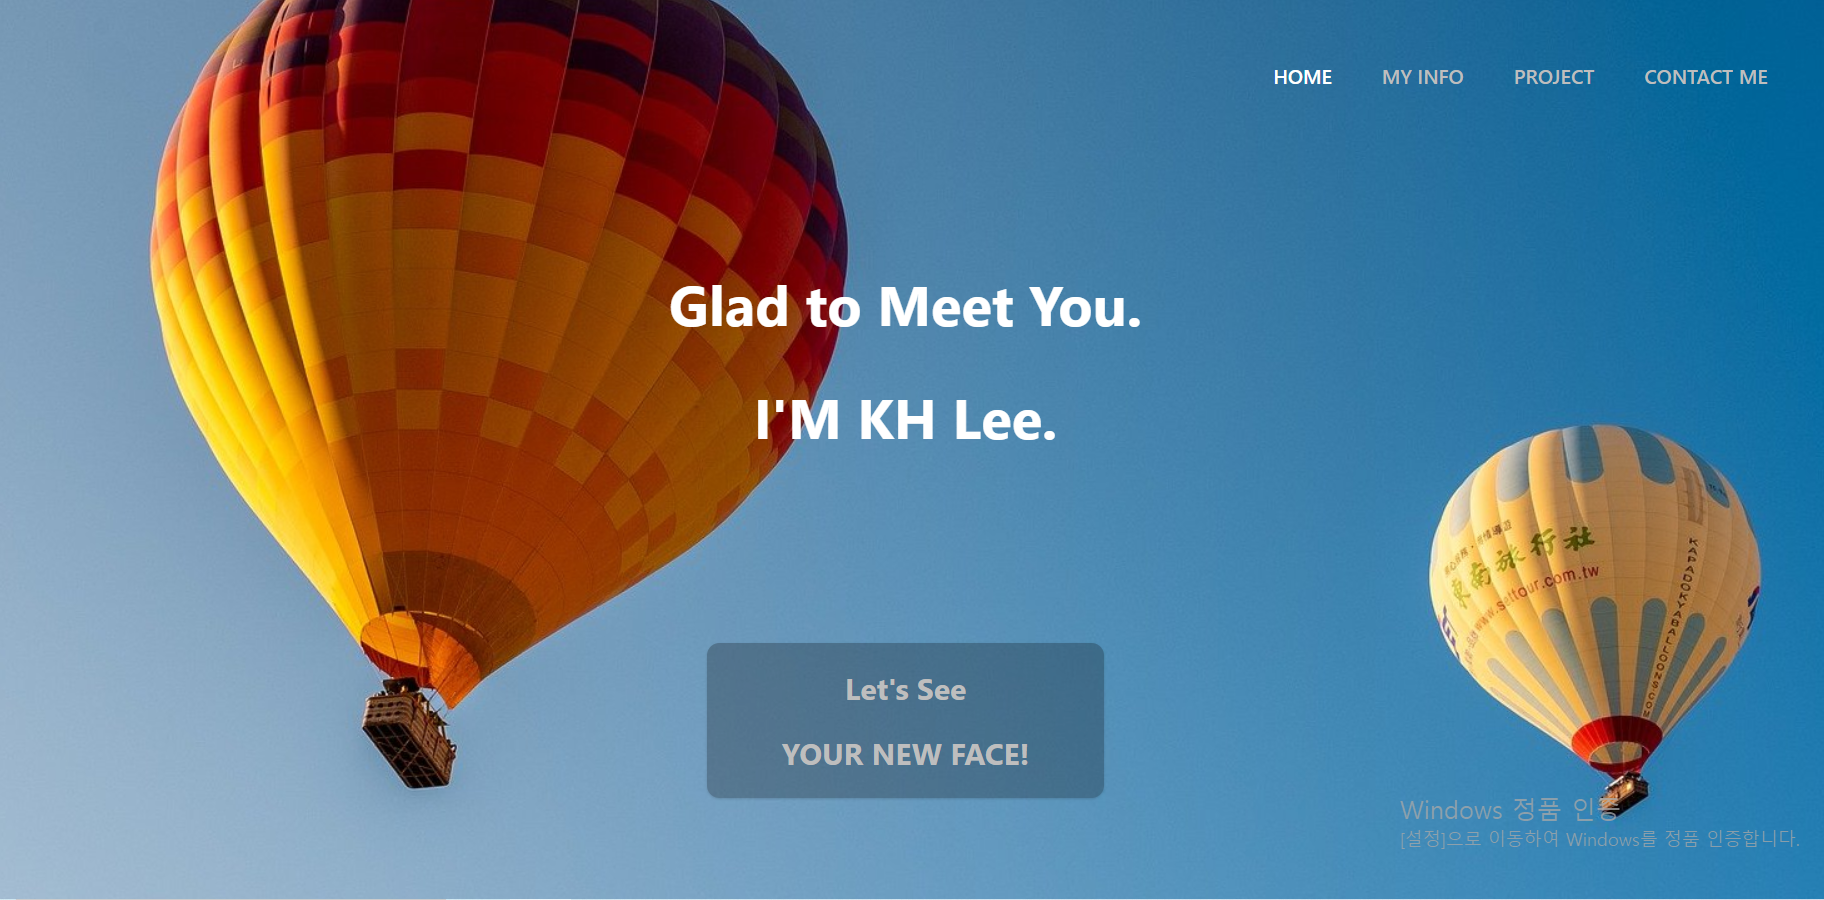 HOME MY INFO PROJECT CONTACT ME
Glad to Meet You.
I'M KH Lee.
東南旅行社
www.settour.com.tw
KAPADOKYABALLOONS.COM
Let's See
YOUR NEW FACE!
Windows 정품 인증
[설정]으로 이동하여 Windows를 정품 인증합니다.